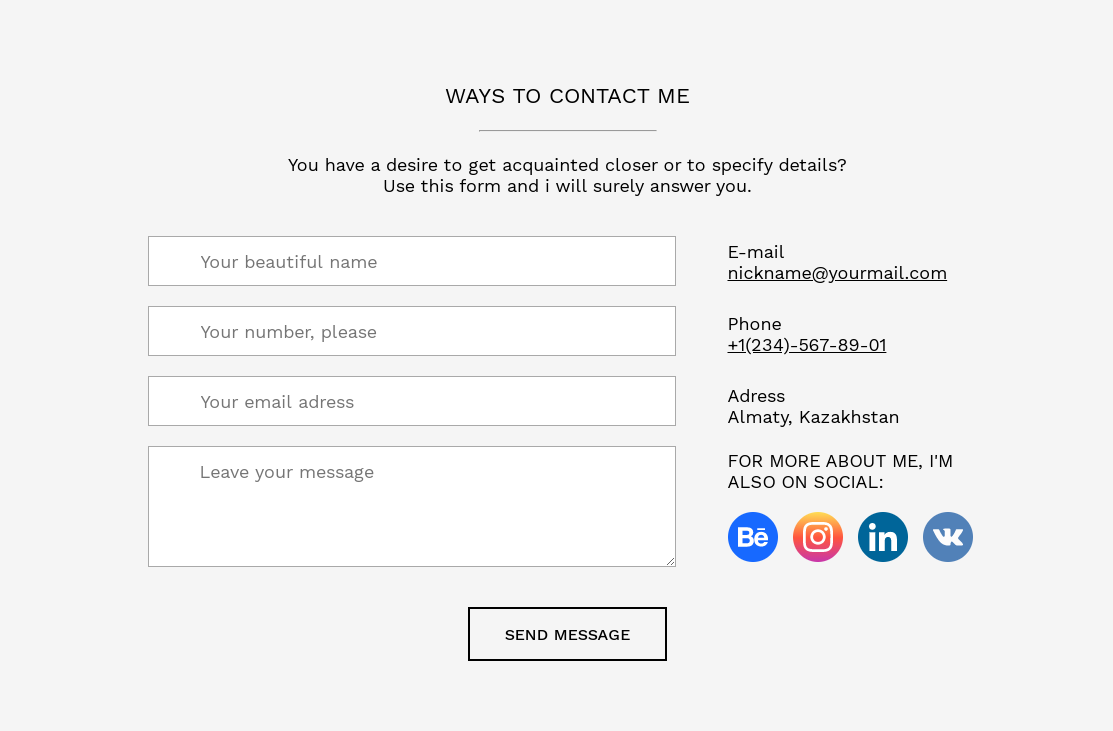 WAYS TO CONTACT ME
You have a desire to get acquainted closer or to specify details?
Use this form and i will surely answer you.
Your beautiful name
Your number, please
Your email adress
Leave your message
E-mail
nickname@yourmail.com
Phone
+1(234)-567-89-01
Adress
Almaty, Kazakhstan
FOR MORE ABOUT ME, I'M
ALSO ON SOCIAL:
Bē
in
SEND MESSAGE